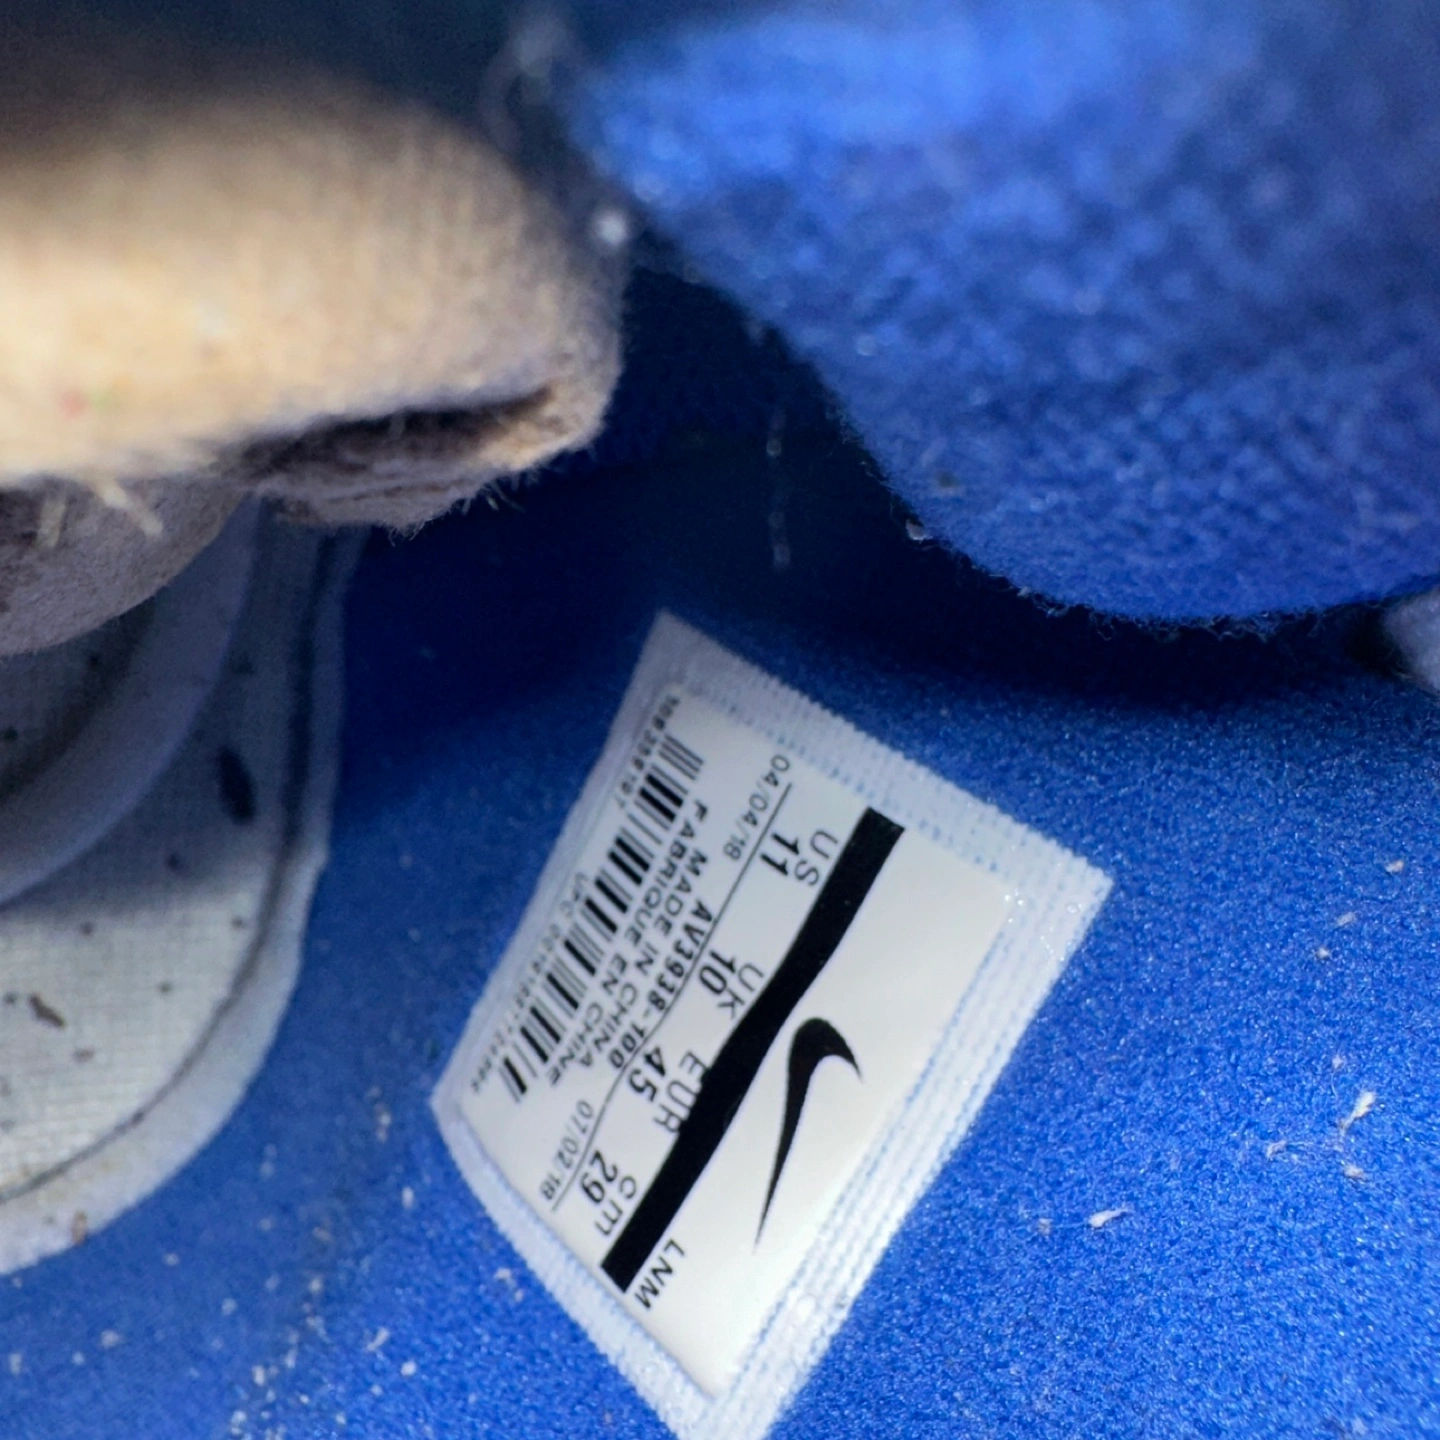 LNM
US UK EUR cm
11 10 45 29
04/04/18 AV3938-100 07/02/18
MADE IN CHINA
FABRIQUE EN CHINE
UPC